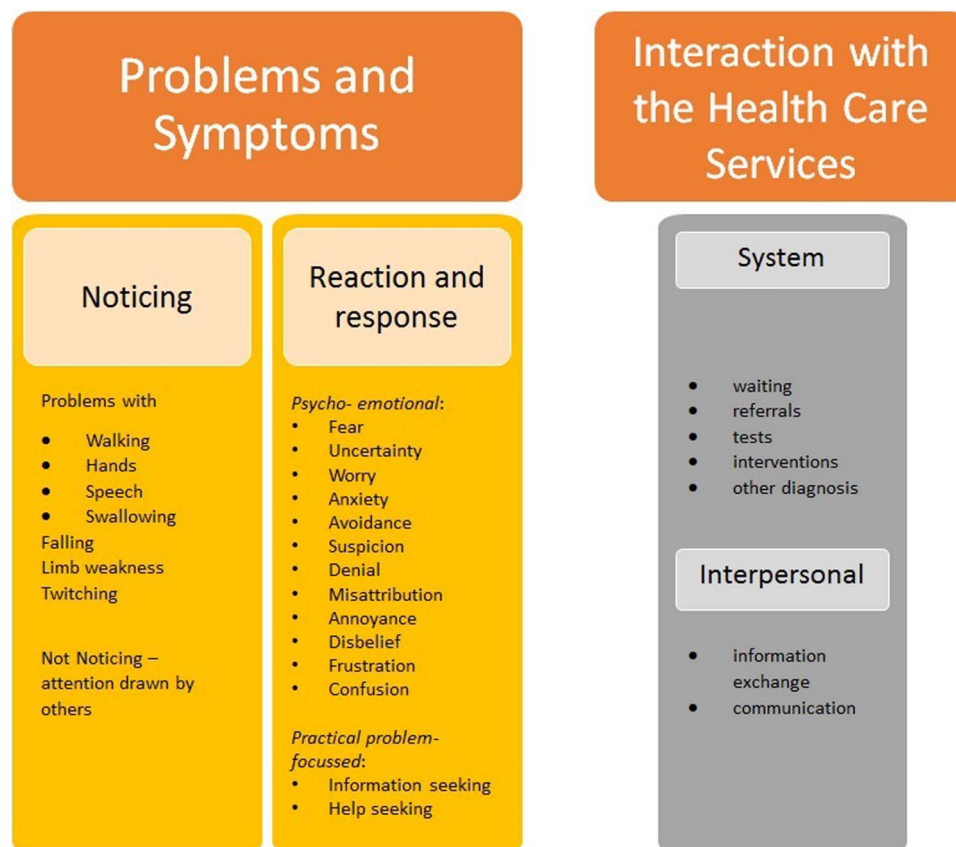 Problems and
Symptoms
Noticing
Problems with
• Walking
• Hands
• Speech
• Swallowing
Falling
Limb weakness
Twitching
Not Noticing –
attention drawn by
others
Reaction and
response
Psycho- emotional:
• Fear
• Uncertainty
• Worry
• Anxiety
• Avoidance
• Suspicion
• Denial
• Misattribution
• Annoyance
• Disbelief
• Frustration
• Confusion
Practical problem-
focussed:
• Information seeking
• Help seeking
Interaction with
the Health Care
Services
System
• waiting
• referrals
• tests
• interventions
• other diagnosis
Interpersonal
• information
exchange
• communication